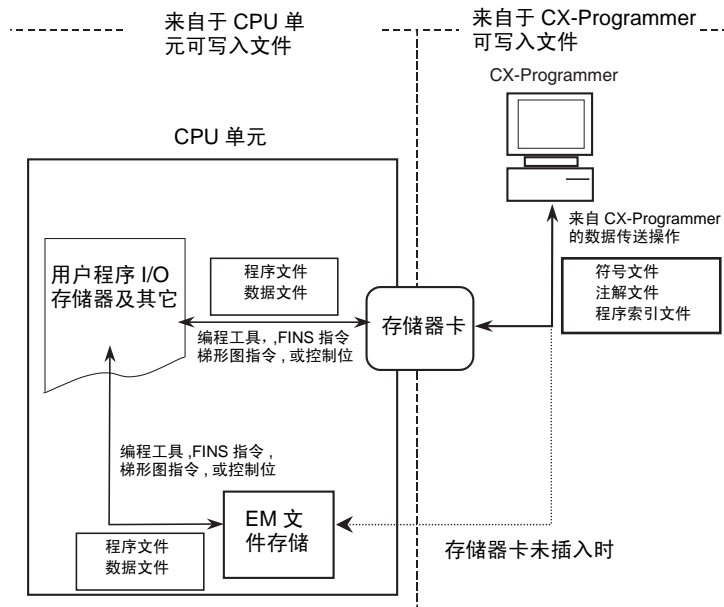 来自于 CPU 单
元可写入文件
来自于 CX-Programmer
可写入文件
CX-Programmer
CPU 单元
来自 CX-Programmer
的数据传送操作
符号文件
注解文件
程序索引文件
用户程序 I/O
存储器及其它
程序文件
数据文件
存储器卡
编程工具, ,FINS 指令
梯形图指令 , 或控制位
编程工具 ,FINS 指令 ,
梯形图指令 , 或控制位
EM 文
件存储
程序文件
数据文件
存储器卡未插入时